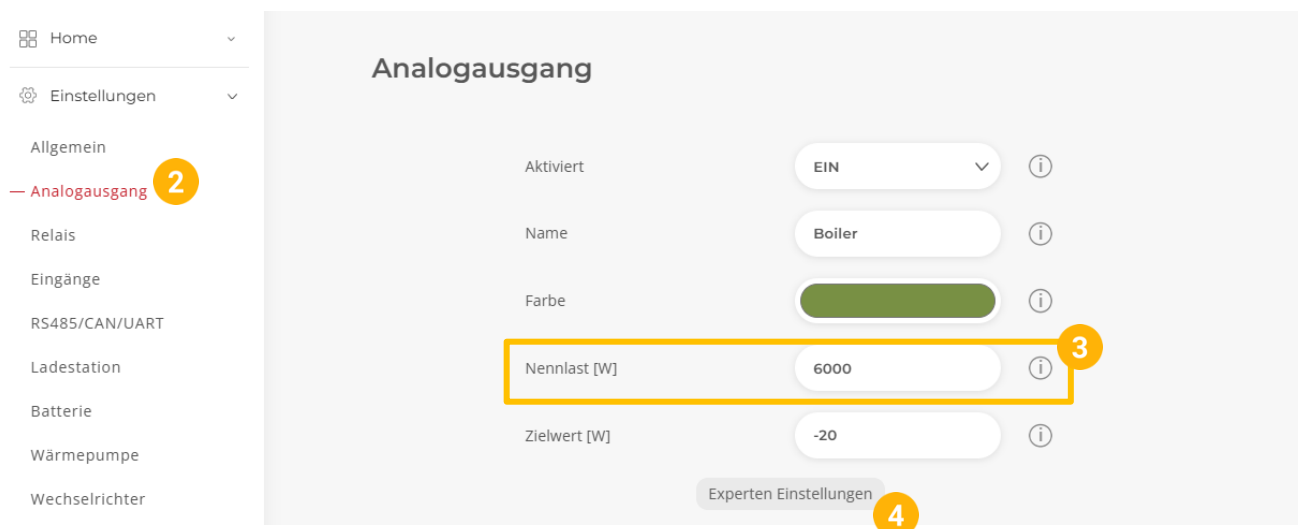 Home
Einstellungen
Allgemein
Analogausgang
2
Relais
Eingänge
RS485/CAN/UART
Ladestation
Batterie
Wärmepumpe
Wechselrichter
Analogausgang
Aktiviert EIN i
Name Boiler i
Farbe i
3
Nennlast [W] 6000 i
Zielwert [W] -20 i
Experten Einstellungen
4